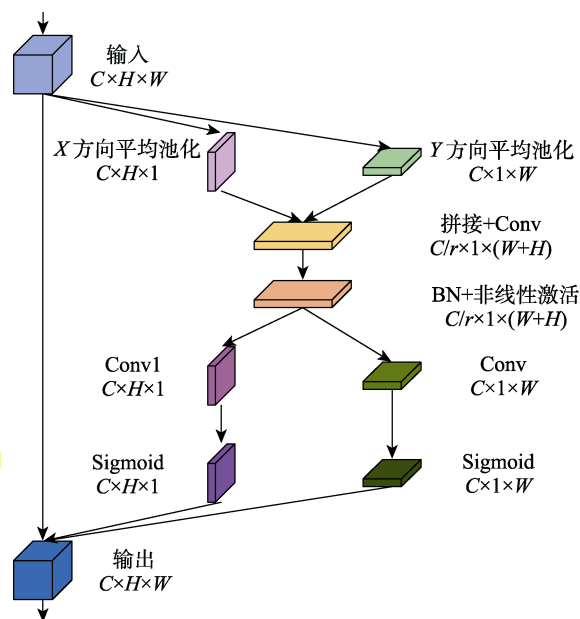 输入
C×H×W
X 方向平均池化
C×H×1
Y 方向平均池化
C×1×W
拼接+Conv
C/r×1×(W+H)
BN+非线性激活
C/r×1×(W+H)
Conv1
C×H×1
Conv
C×1×W
Sigmoid
C×H×1
Sigmoid
C×1×W
输出
C×H×W